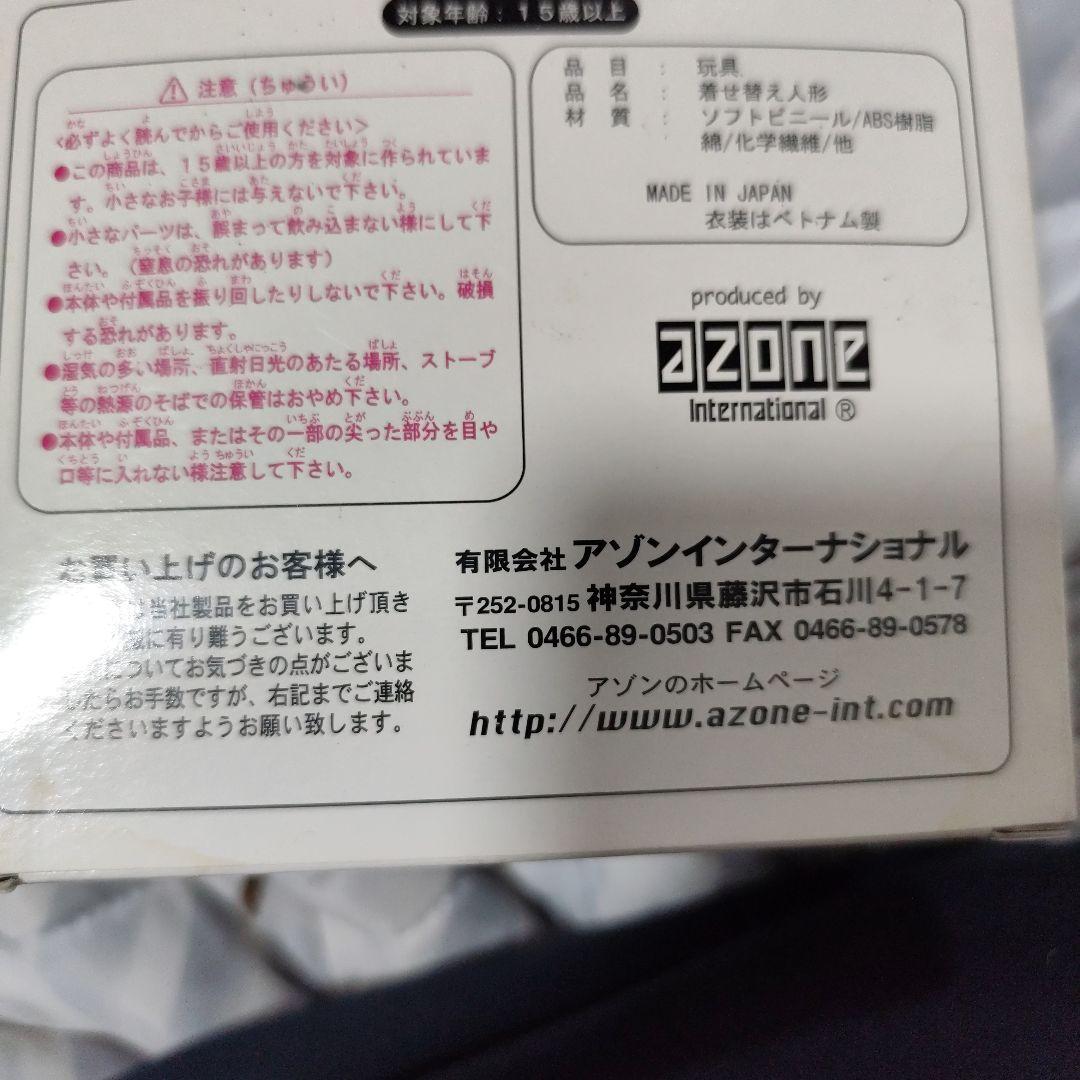 対象年齢：１５歳以上
注意（ちゅうい）
<必ずよく読んでからご使用ください>
●この商品は、１５歳以上の方を対象に作られていま
す。小さなお子様には与えないで下さい。
●小さなパーツは、誤まって飲み込まない様にして下
さい。（窒息の恐れがあります）
●本体や付属品を振り回したりしないで下さい。破損
する恐れがあります。
●湿気の多い場所、直射日光のあたる場所、ストーブ
等の熱源のそばでの保管はおやめ下さい。
●本体や付属品、またはその一部の尖った部分を目や
口等に入れない様注意して下さい。
品 目 ： 玩具
品 名 ： 着せ替え人形
材 質 ： ソフトビニール/ABS樹脂
綿/化学繊維/他
MADE IN JAPAN
衣装はベトナム製
produced by
azone
International ®
お買い上げのお客様へ
当社製品をお買い上げ頂き
に有り難うございます。
についてお気づきの点がございま
したらお手数ですが、右記までご連絡
くださいますようお願い致します。
有限会社 アゾンインターナショナル
〒252-0815 神奈川県藤沢市石川4-1-7
TEL 0466-89-0503 FAX 0466-89-0578
アゾンのホームページ
http://www.azone-int.com